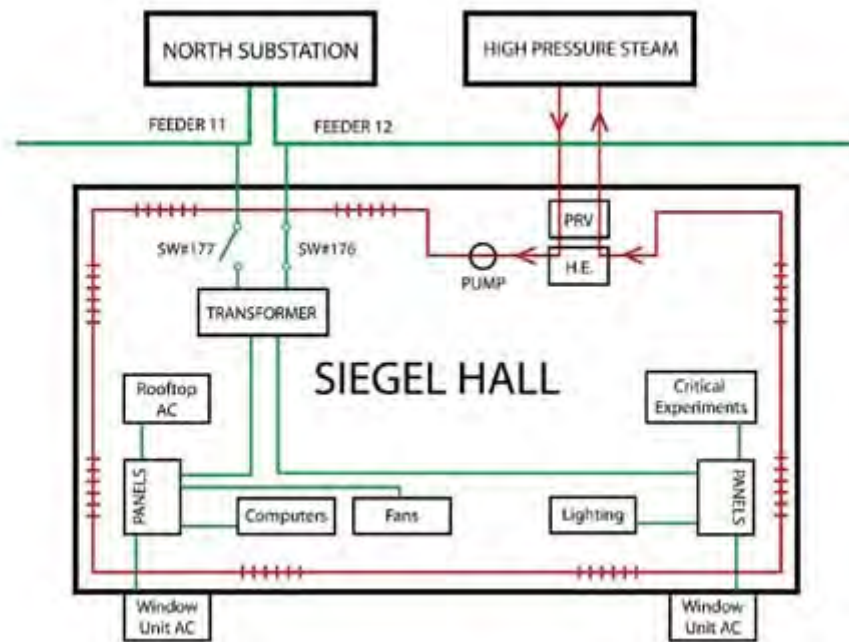 NORTH SUBSTATION
HIGH PRESSURE STEAM
FEEDER 11
FEEDER 12
PRV
SW#177
SW#176
H.E.
PUMP
TRANSFORMER
SIEGEL HALL
Rooftop
AC
Critical
Experiments
PANELS
PANELS
Computers
Fans
Lighting
Window
Unit AC
Window
Unit AC